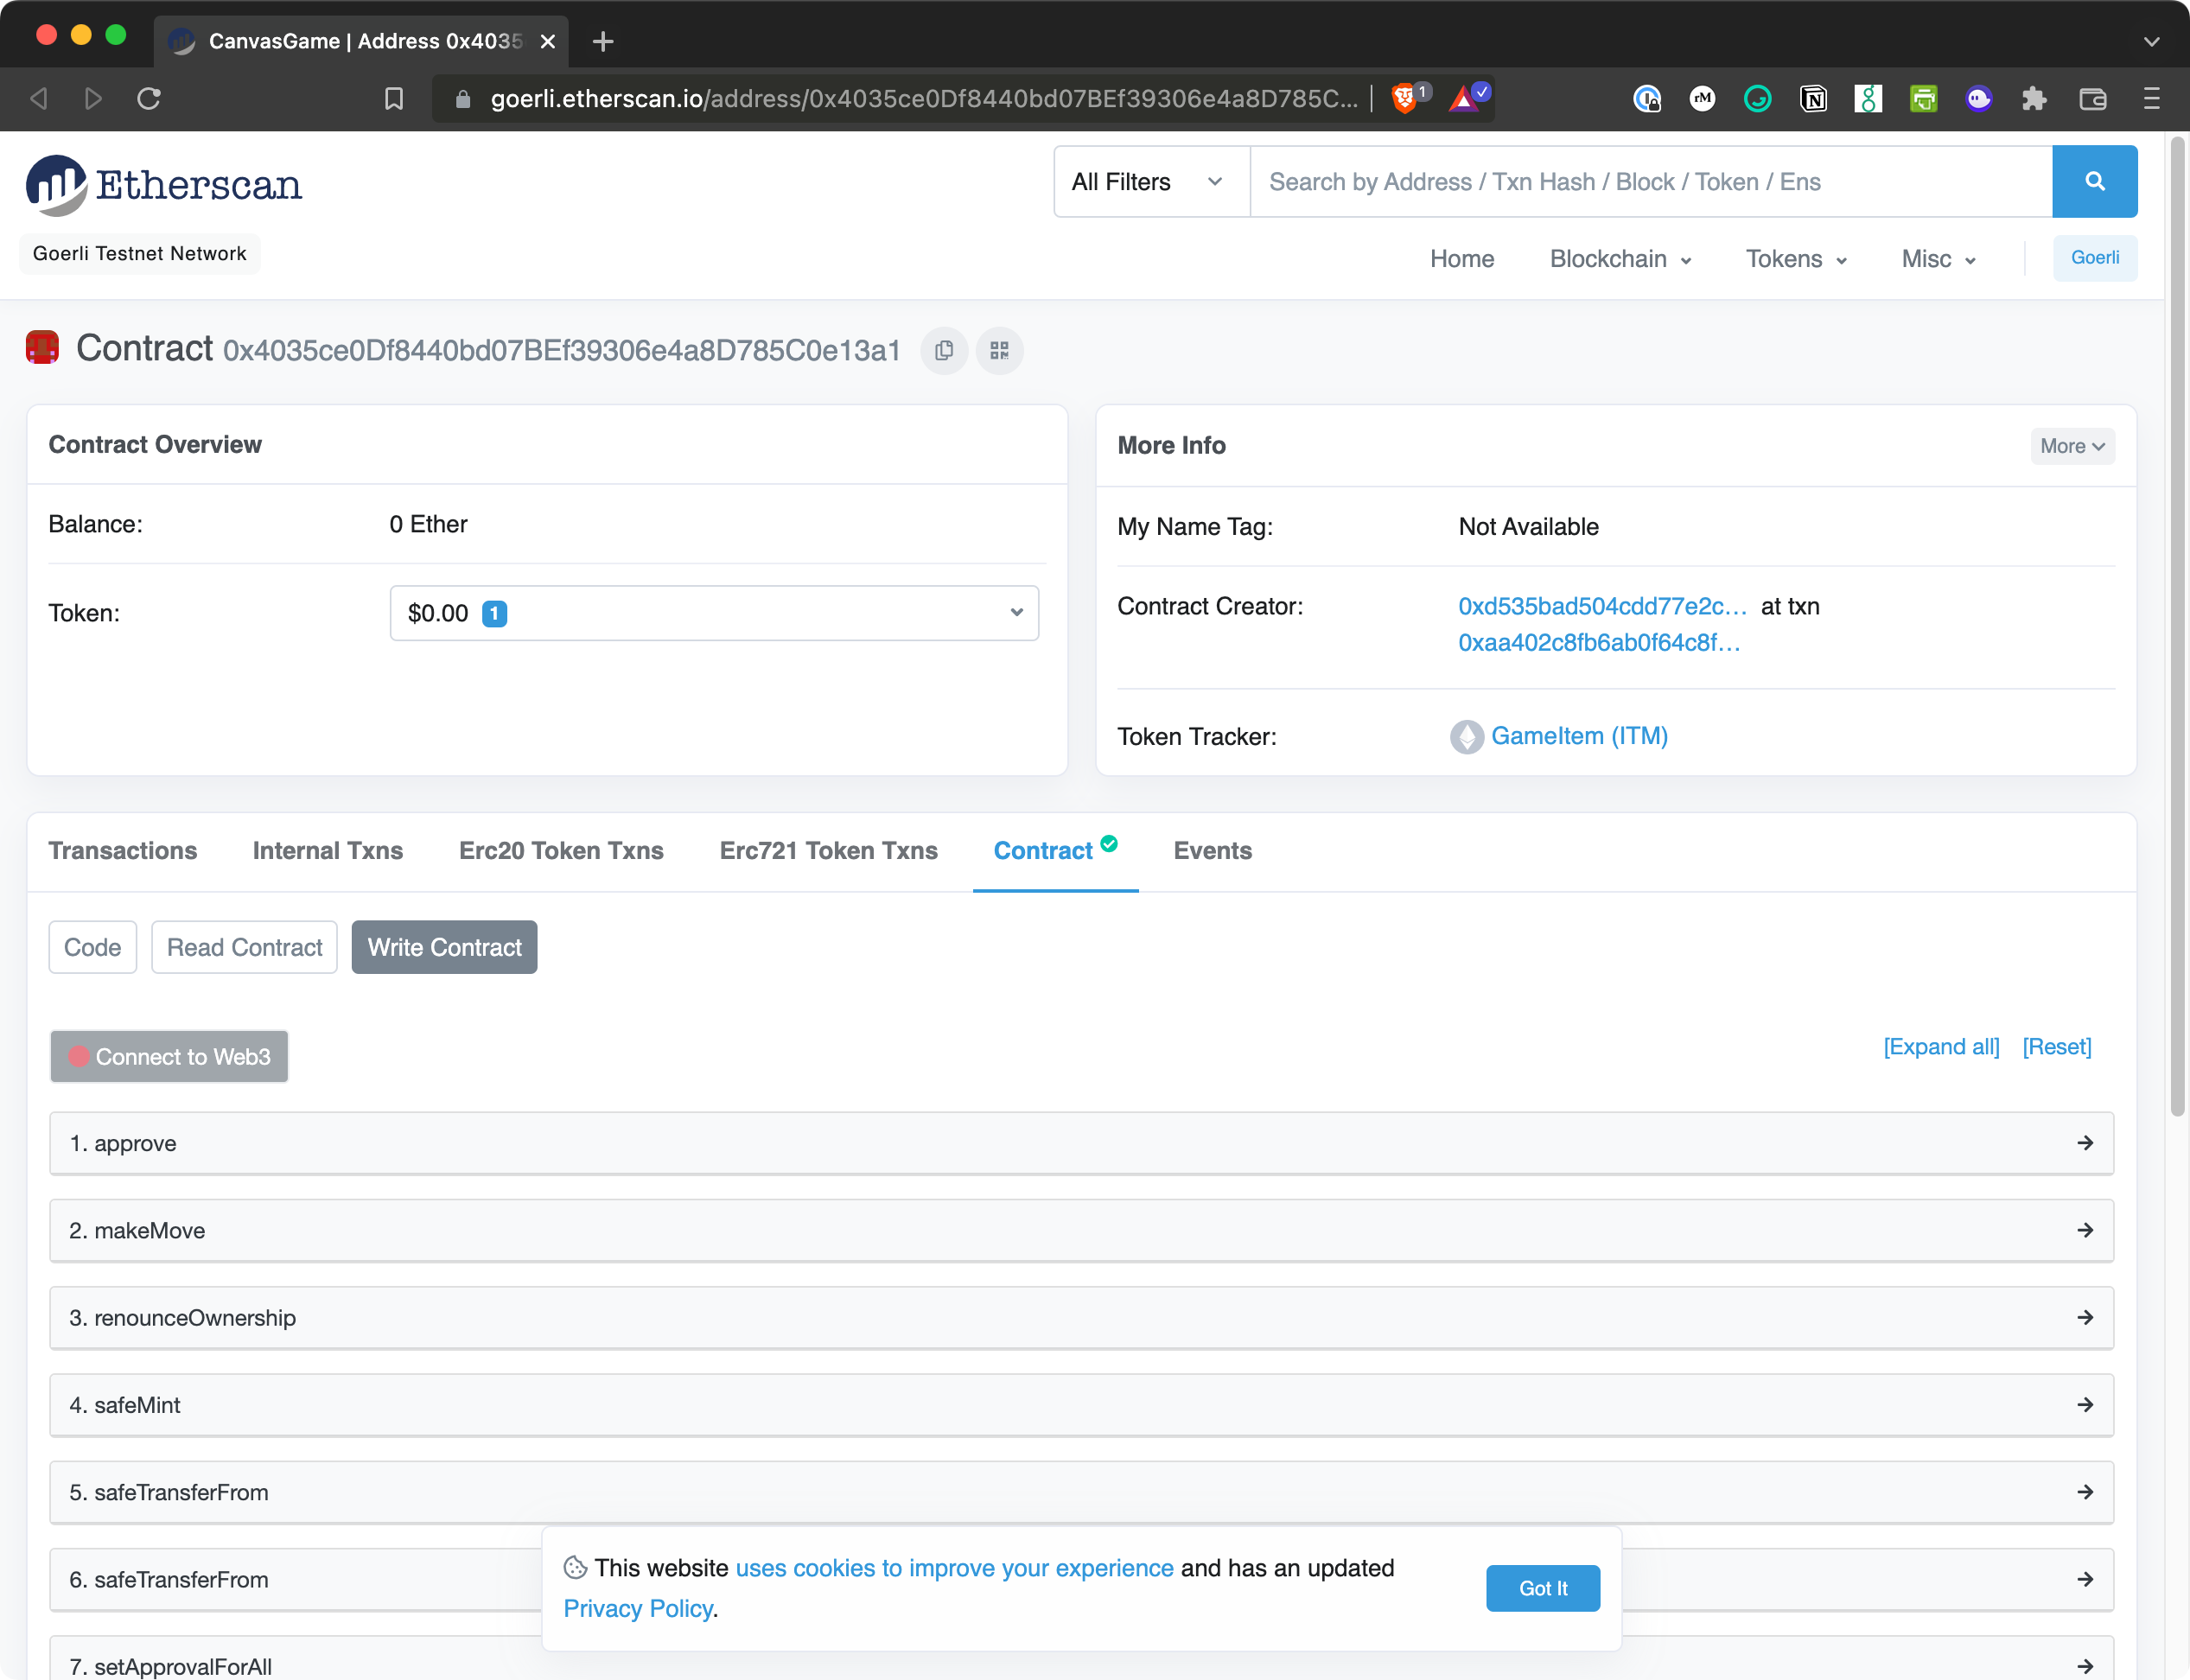 CanvasGame | Address 0x4035
goerli.etherscan.io/address/0x4035ce0Df8440bd07BEf39306e4a8D785C... 1
rM
Etherscan
All Filters
Search by Address / Txn Hash / Block / Token / Ens
Goerli Testnet Network
Home Blockchain Tokens Misc Goerli
Contract 0x4035ce0Df8440bd07BEf39306e4a8D785C0e13a1
Contract Overview
Balance: 0 Ether
Token: $0.00 1
More Info More
My Name Tag: Not Available
Contract Creator: 0xd535bad504cdd77e2c... at txn
0xaa402c8fb6ab0f64c8f...
Token Tracker: GameItem (ITM)
Transactions Internal Txns Erc20 Token Txns Erc721 Token Txns Contract Events
Code Read Contract Write Contract
Connect to Web3 [Expand all] [Reset]
1. approve
2. makeMove
3. renounceOwnership
4. safeMint
5. safeTransferFrom
6. safeTransferFrom
7. setApprovalForAll
This website uses cookies to improve your experience and has an updated
Privacy Policy.
Got It